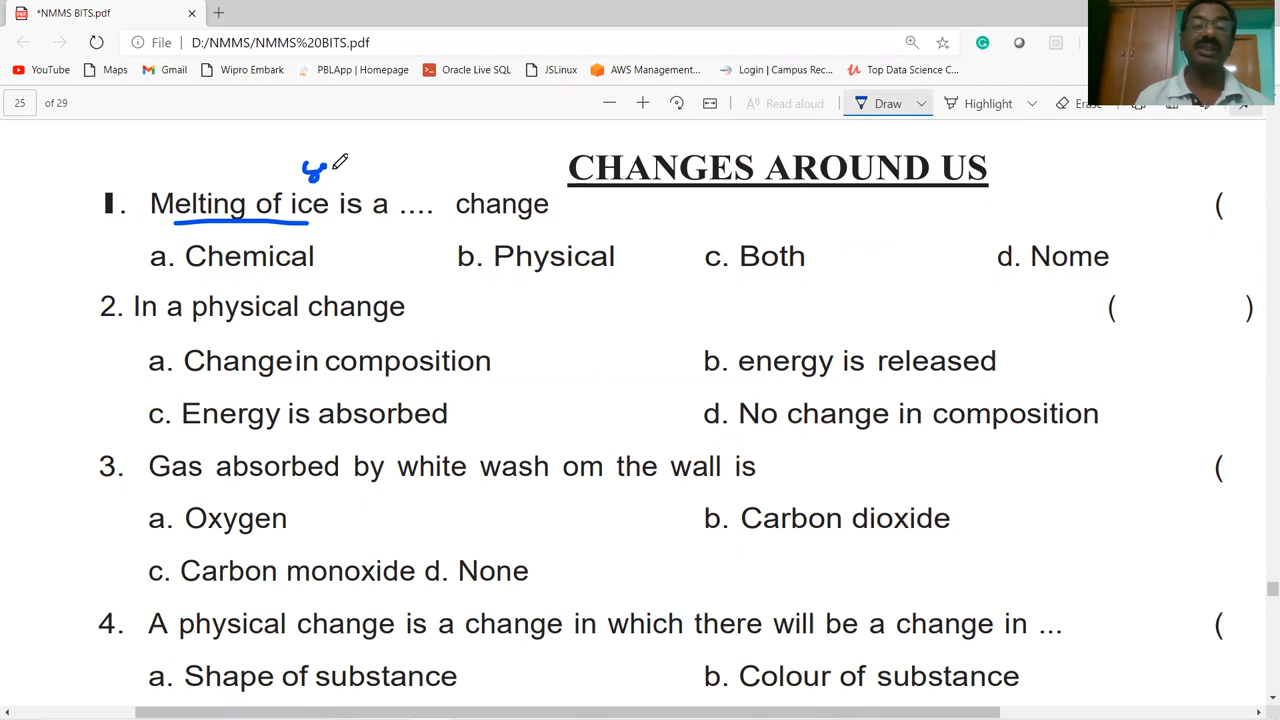 *NMMS BITS.pdf
File D:/NMMS/NMMS%20BITS.pdf
YouTube Maps Gmail Wipro Embark PBLApp | Homepage Oracle Live SQL JSLinux AWS Management... Login | Campus Rec... Top Data Science C...
25 of 29 Read aloud Draw Highlight Erase
CHANGES AROUND US
1. Melting of ice is a .... change (
a. Chemical b. Physical c. Both d. Nome
2. In a physical change ( )
a. Changein composition b. energy is released
c. Energy is absorbed d. No change in composition
3. Gas absorbed by white wash om the wall is (
a. Oxygen b. Carbon dioxide
c. Carbon monoxide d. None
4. A physical change is a change in which there will be a change in ... (
a. Shape of substance b. Colour of substance